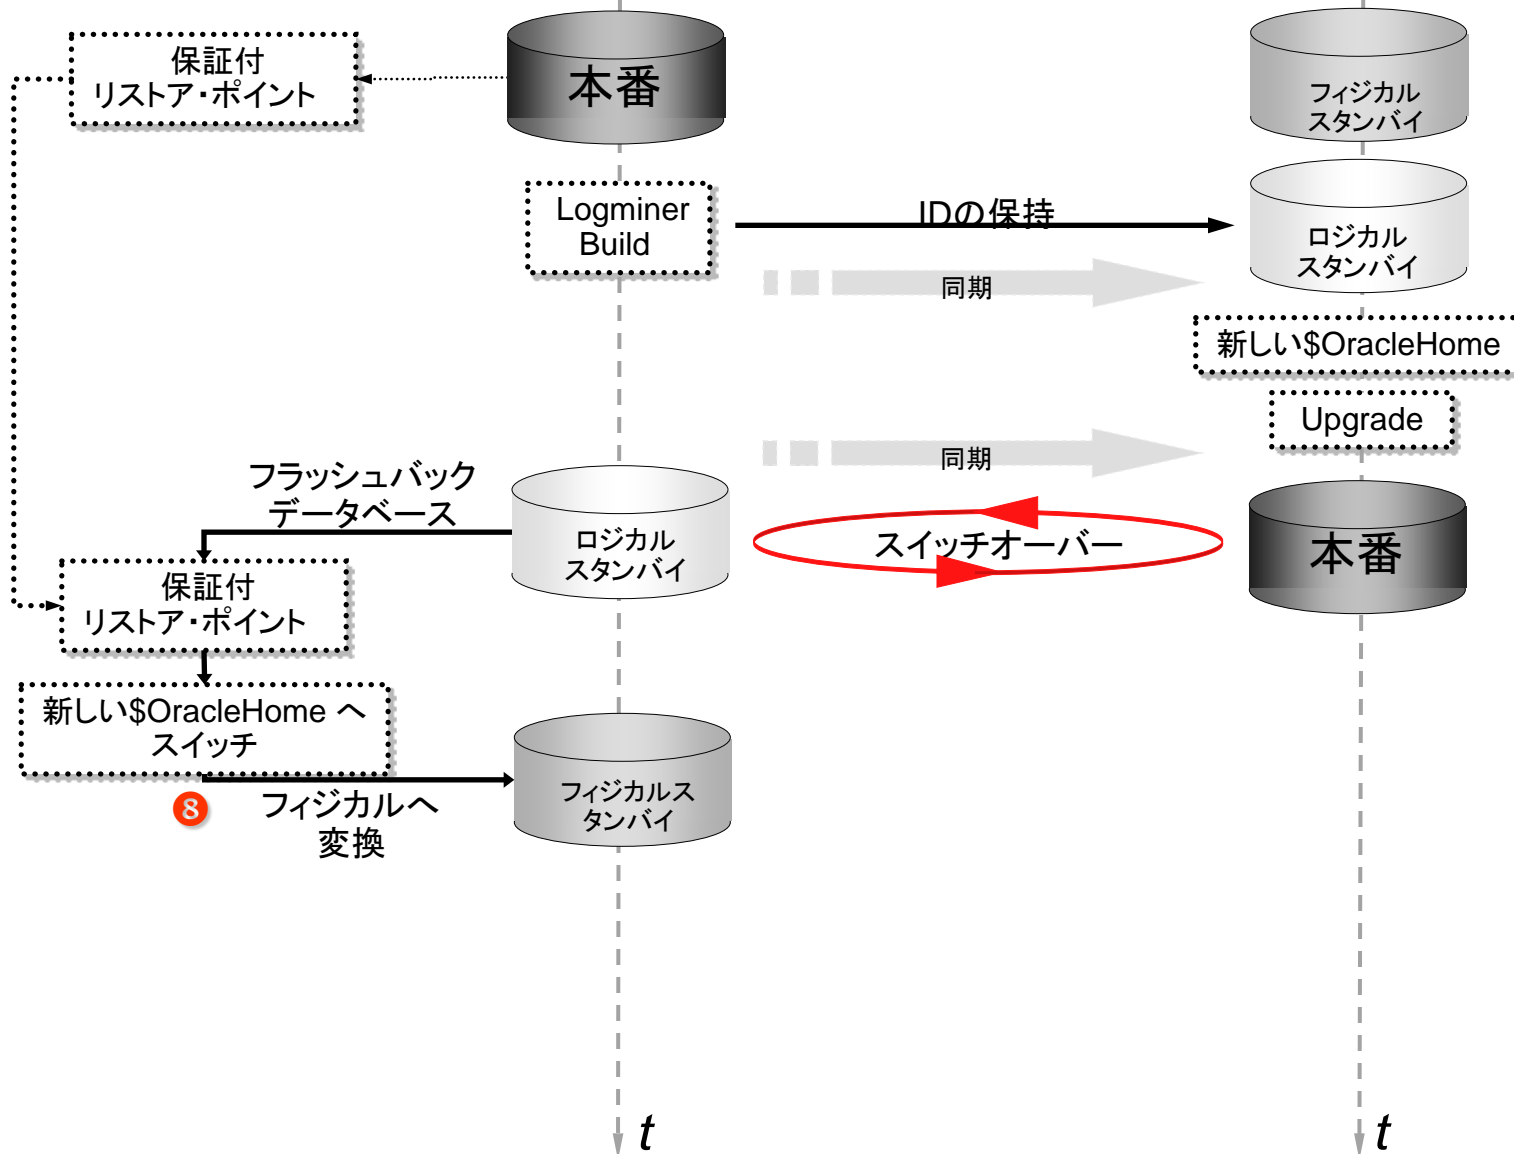 保証付
リストア・ポイント
本番
フィジカル
スタンバイ
Logminer
Build
IDの保持
ロジカル
スタンバイ
同期
新しい$OracleHome
Upgrade
同期
フラッシュバック
データベース
ロジカル
スタンバイ
スイッチオーバー
本番
保証付
リストア・ポイント
新しい$OracleHome へ
スイッチ
8
フィジカルへ
変換
フィジカルス
タンバイ
t
t